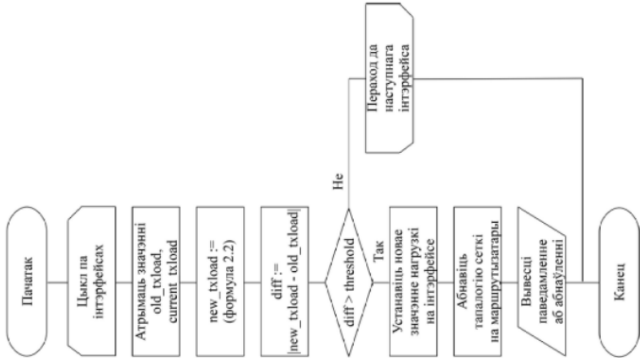 Пачатак
Цыкл па
інтэрфейсах
Атрымаць значэнні
old_txload,
current_txload
new_txload :=
(формула 2.2)
diff :=
|new_txload - old_txload|
diff > threshold
Не
Так
Пераход да
наступнага
інтэрфейса
Устанавіць новае
значэнне нагрузкі
на інтэрфейсе
Абнавіць
тапалогію сеткі
на маршрутызатары
Вывесці
паведамленне
аб абнаўленні
Канец